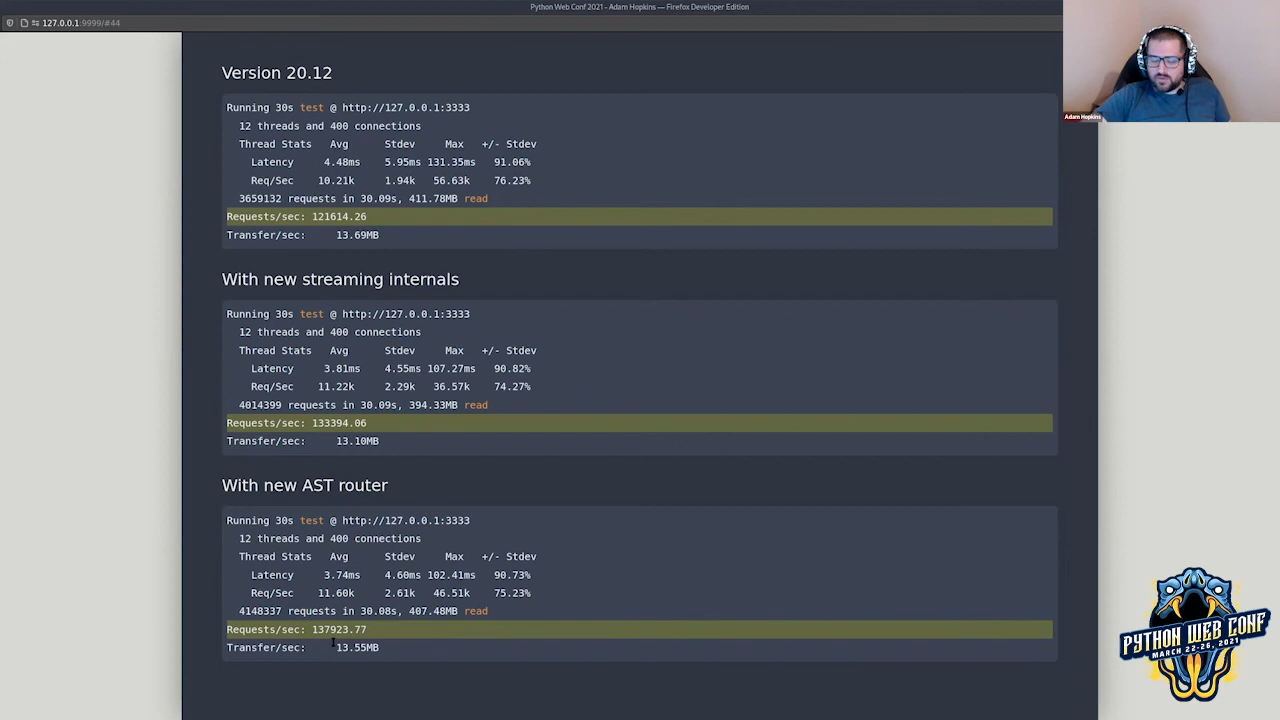 Python Web Conf 2021 - Adam Hopkins — Firefox Developer Edition
127.0.0.1:9999/#44
Version 20.12
Running 30s test @ http://127.0.0.1:3333
12 threads and 400 connections
Thread Stats Avg Stdev Max +/- Stdev
Latency 4.48ms 5.95ms 131.35ms 91.06%
Req/Sec 10.21k 1.94k 56.63k 76.23%
3659132 requests in 30.09s, 411.78MB read
Requests/sec: 121614.26
Transfer/sec: 13.69MB
With new streaming internals
Running 30s test @ http://127.0.0.1:3333
12 threads and 400 connections
Thread Stats Avg Stdev Max +/- Stdev
Latency 3.81ms 4.55ms 107.27ms 90.82%
Req/Sec 11.22k 2.29k 36.57k 74.27%
4014399 requests in 30.09s, 394.33MB read
Requests/sec: 133394.06
Transfer/sec: 13.10MB
With new AST router
Running 30s test @ http://127.0.0.1:3333
12 threads and 400 connections
Thread Stats Avg Stdev Max +/- Stdev
Latency 3.74ms 4.60ms 102.41ms 90.73%
Req/Sec 11.60k 2.61k 46.51k 75.23%
4148337 requests in 30.08s, 407.48MB read
Requests/sec: 137923.77
Transfer/sec: 13.55MB
Adam Hopkins
PYTHON WEB CONF
MARCH 22-26, 2021